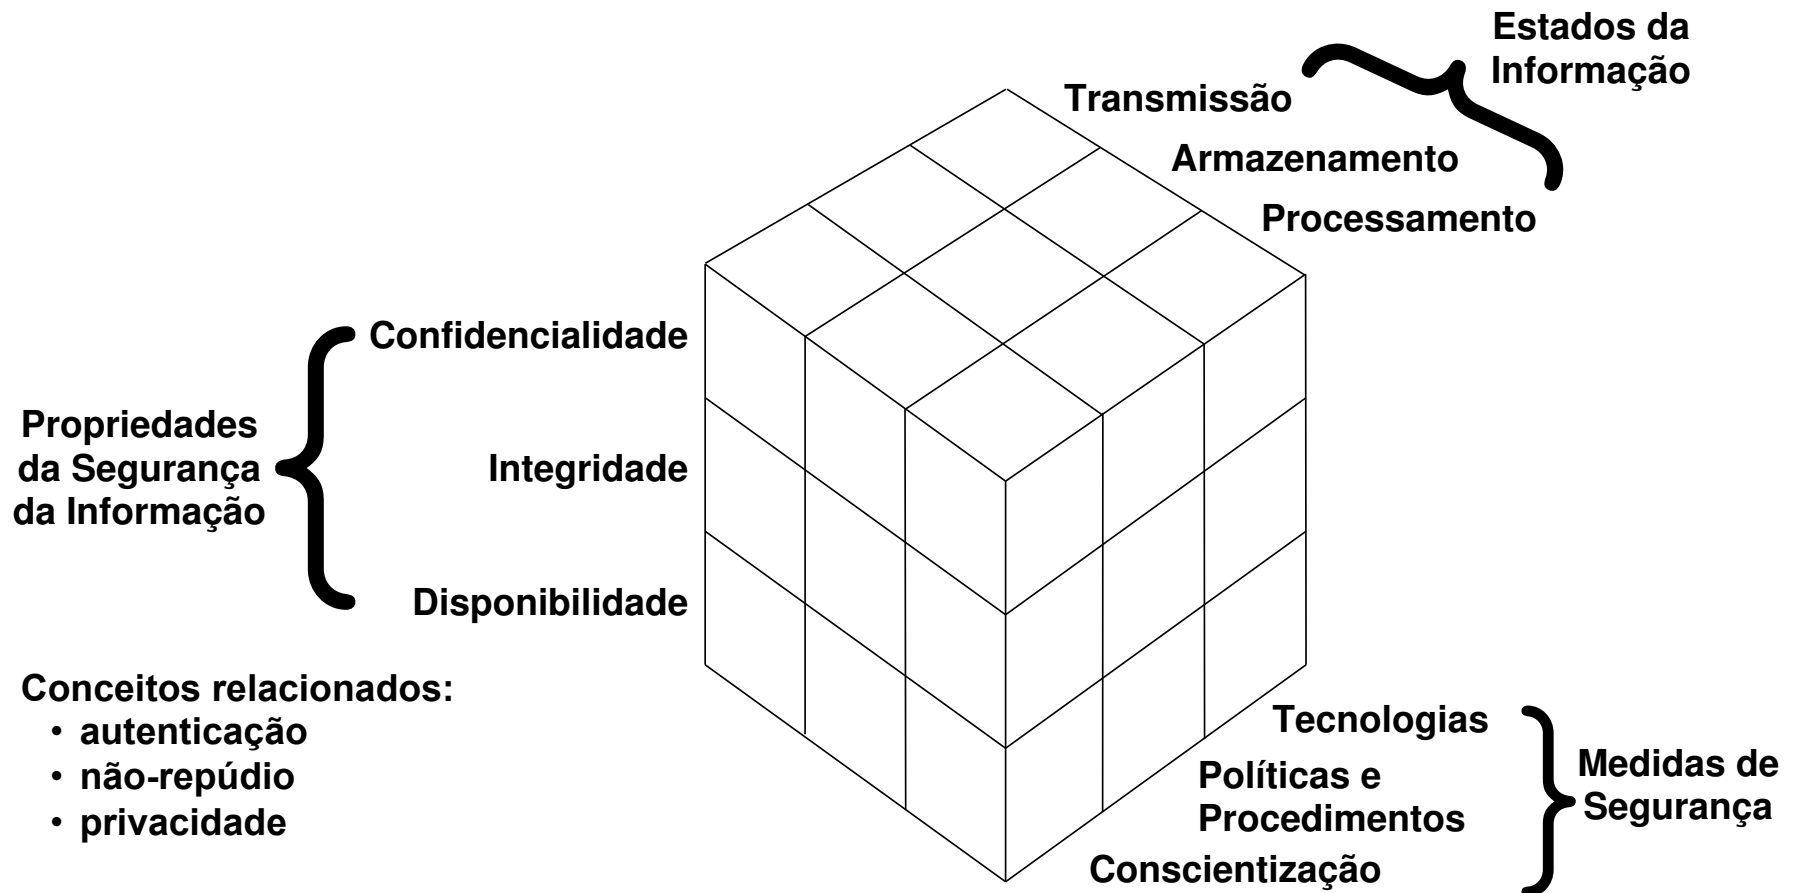 Estados da
Informação
Transmissão
Armazenamento
Processamento
Confidencialidade
Propriedades
da Segurança
da Informação
Integridade
Disponibilidade
Conceitos relacionados:
• autenticação
• não-repúdio
• privacidade
Tecnologias
Políticas e
Procedimentos
Conscientização
Medidas de
Segurança